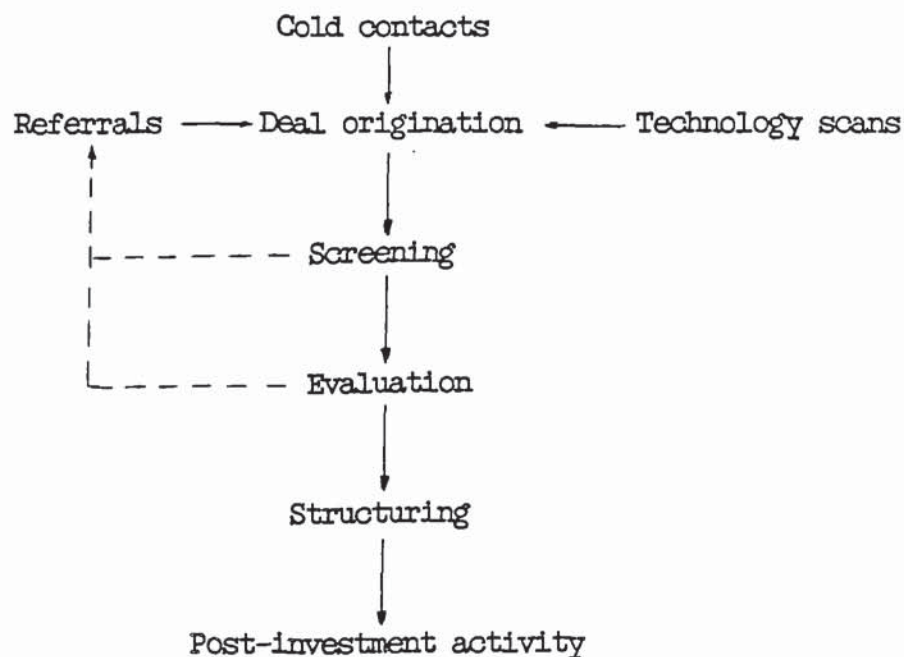 Cold contacts
Referrals Deal origination Technology scans
Screening
Evaluation
Structuring
Post-investment activity